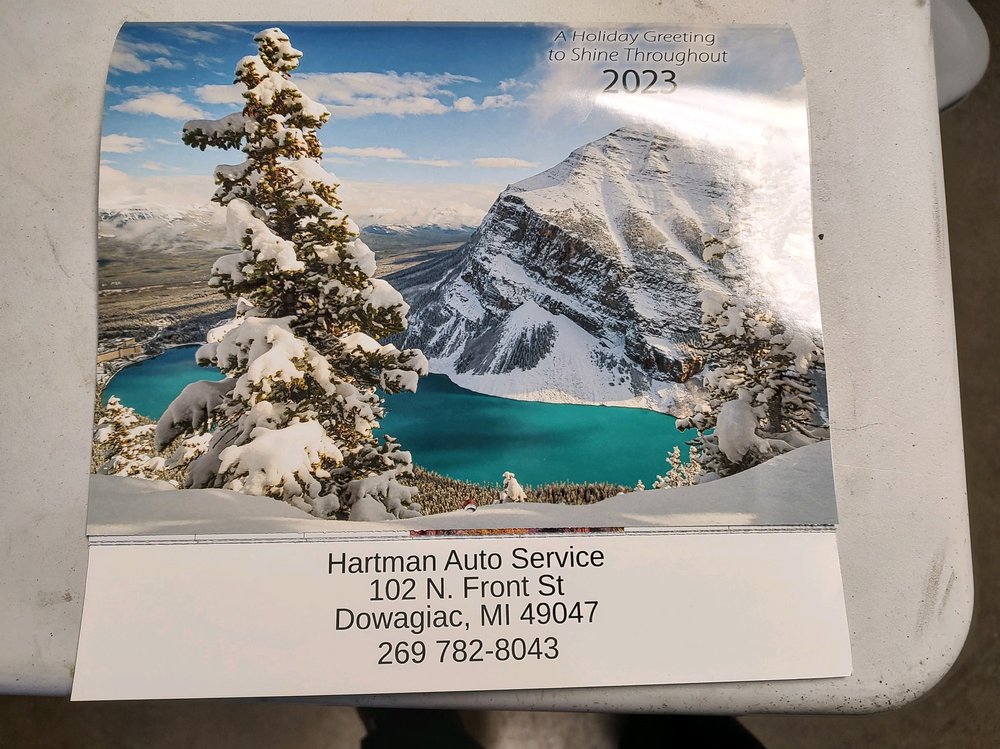 A Holiday Greeting
to Shine Throughout
2023
Hartman Auto Service
102 N. Front St
Dowagiac, MI 49047
269 782-8043